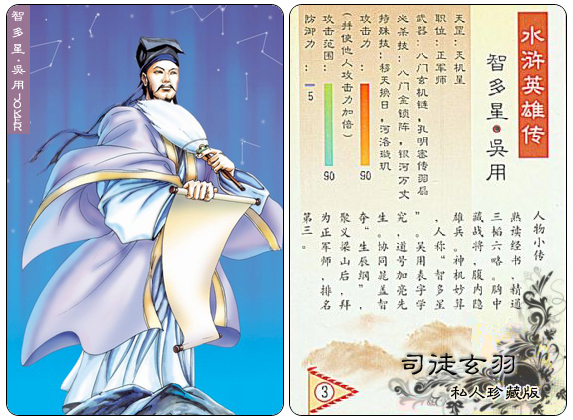 智多星·吳用 JOKER
水浒英雄传
智多星·吳用
天罡:天机星
职位:正军师
武器:八门玄机链,孔明密传羽扇
必杀技:八门金锁阵,银河万丈
特殊技:移天换日,河洛璇玑
攻击力: 90
(并使他人攻击力加倍)
攻击范围: 90
防御力: 5
人物小传
熟读经书,精通
三韬六略。胸中
藏战将,腹内隐
雄兵。神机妙算
,人称“智多星
”。吴用表字学
究,道号加亮先
生。协同晁盖智
夺“生辰纲”,
聚义梁山后,拜
为正军师,排名
第三。
3
司徒玄羽
私人珍藏版